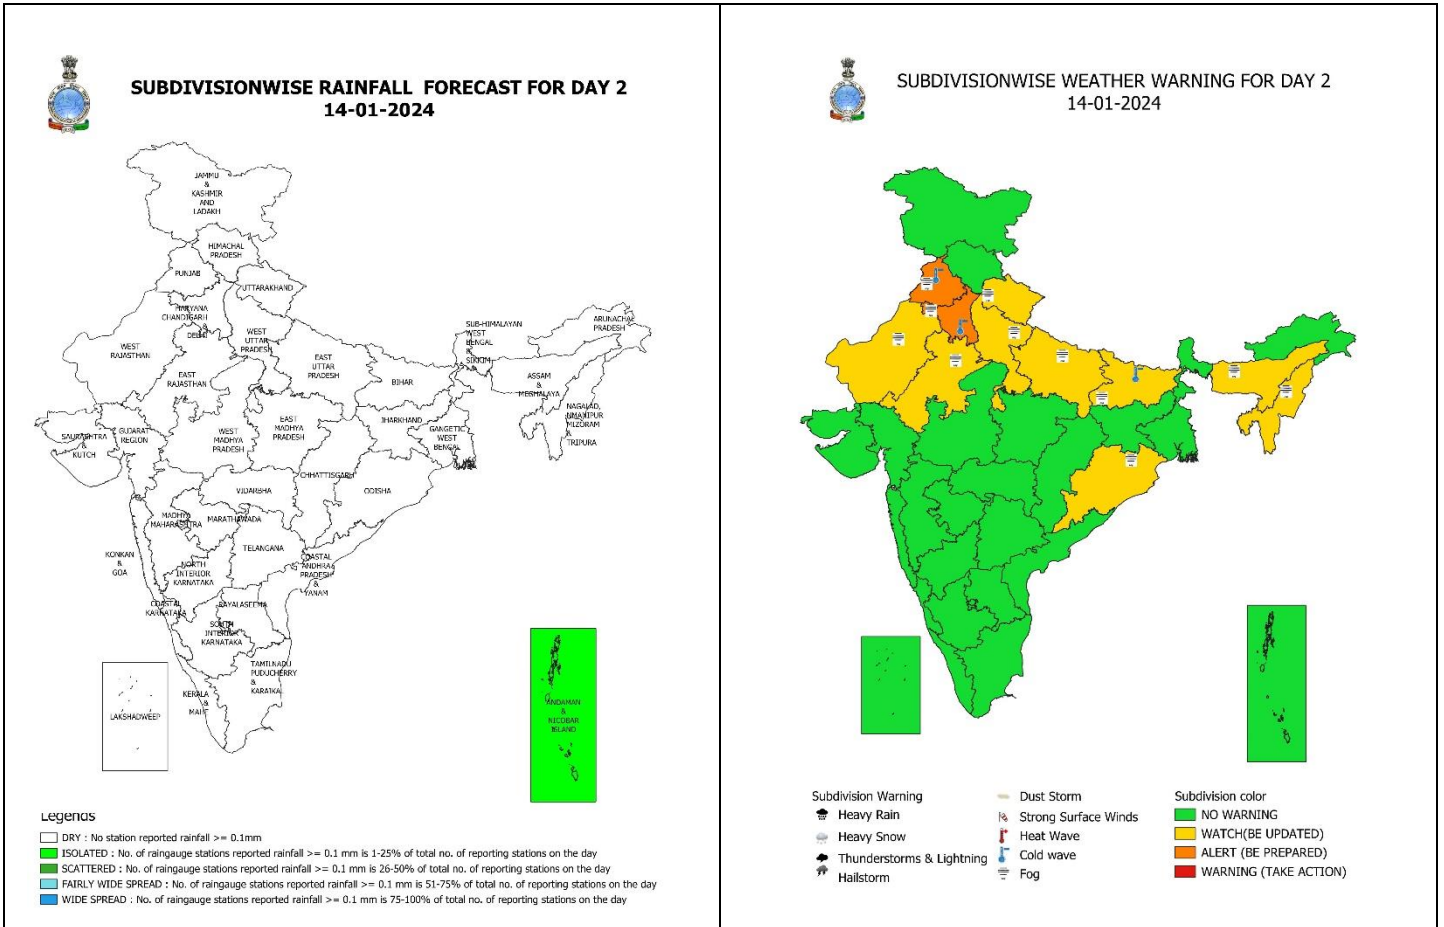 SUBDIVISIONWISE RAINFALL FORECAST FOR DAY 2
14-01-2024
JAMMU
&
KASHMIR
AND
LADAKH
HIMACHAL
PRADESH
PUNJAB
UTTARAKHAND
HARYANA
CHANDIGARH
&
DELHI
WEST
UTTAR
PRADESH
WEST
RAJASTHAN
EAST
RAJASTHAN
EAST
UTTAR
PRADESH
BIHAR
SUB-HIMALAYAN
WEST
BENGAL
&
SIKKIM
ARUNACHAL
PRADESH
ASSAM
&
MEGHALAYA
NAGALAD,
MANIPUR
MIZORAM
&
TRIPURA
SAURASHTRA
&
KUTCH
GUJARAT
REGION
WEST
MADHYA
PRADESH
EAST
MADHYA
PRADESH
JHARKHAND
GANGETIC
WEST
BENGAL
CHHATTISGARH
ODISHA
VIDARBHA
MADHYA
MAHARASHTRA
MARATHAWADA
TELANGANA
KONKAN
&
GOA
NORTH
INTERIOR
KARNATAKA
COASTAL
ANDHRA
PRADESH
&
YANAM
COASTAL
KARNATAKA
RAYALASEEMA
SOUTH
INTERIOR
KARNATAKA
TAMILNADU
PUDUCHERRY
&
KARAIKAL
KERALA
&
MAHE
LAKSHADWEEP
ANDAMAN
&
NICOBAR
ISLAND
Legends
DRY : No station reported rainfall >= 0.1mm
ISOLATED : No. of raingauge stations reported rainfall >= 0.1 mm is 1-25% of total no. of reporting stations on the day
SCATTERED : No. of raingauge stations reported rainfall >= 0.1 mm is 26-50% of total no. of reporting stations on the day
FAIRLY WIDE SPREAD : No. of raingauge stations reported rainfall >= 0.1 mm is 51-75% of total no. of reporting stations on the day
WIDE SPREAD : No. of raingauge stations reported rainfall >= 0.1 mm is 75-100% of total no. of reporting stations on the day
SUBDIVISIONWISE WEATHER WARNING FOR DAY 2
14-01-2024
Subdivision Warning
Heavy Rain
Heavy Snow
Thunderstorms & Lightning
Hailstorm
Dust Storm
Strong Surface Winds
Heat Wave
Cold wave
Fog
Subdivision color
NO WARNING
WATCH(BE UPDATED)
ALERT (BE PREPARED)
WARNING (TAKE ACTION)